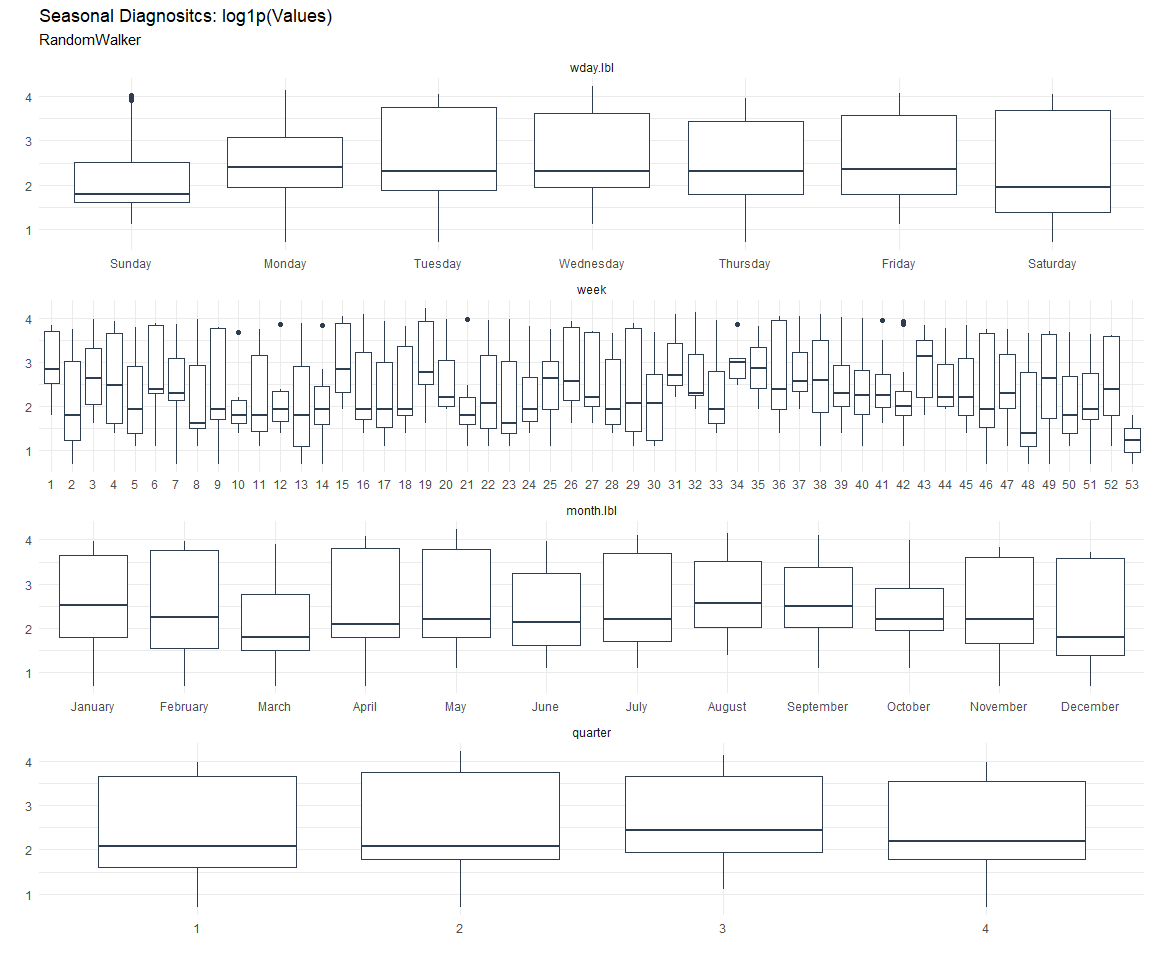 Seasonal Diagnositcs: log1p(Values)
RandomWalker
wday.lbl
4
3
2
1
Sunday Monday Tuesday Wednesday Thursday Friday Saturday
week
4
3
2
1
1 2 3 4 5 6 7 8 9 10 11 12 13 14 15 16 17 18 19 20 21 22 23 24 25 26 27 28 29 30 31 32 33 34 35 36 37 38 39 40 41 42 43 44 45 46 47 48 49 50 51 52 53
month.lbl
4
3
2
1
January February March April May June July August September October November December
quarter
4
3
2
1
1 2 3 4